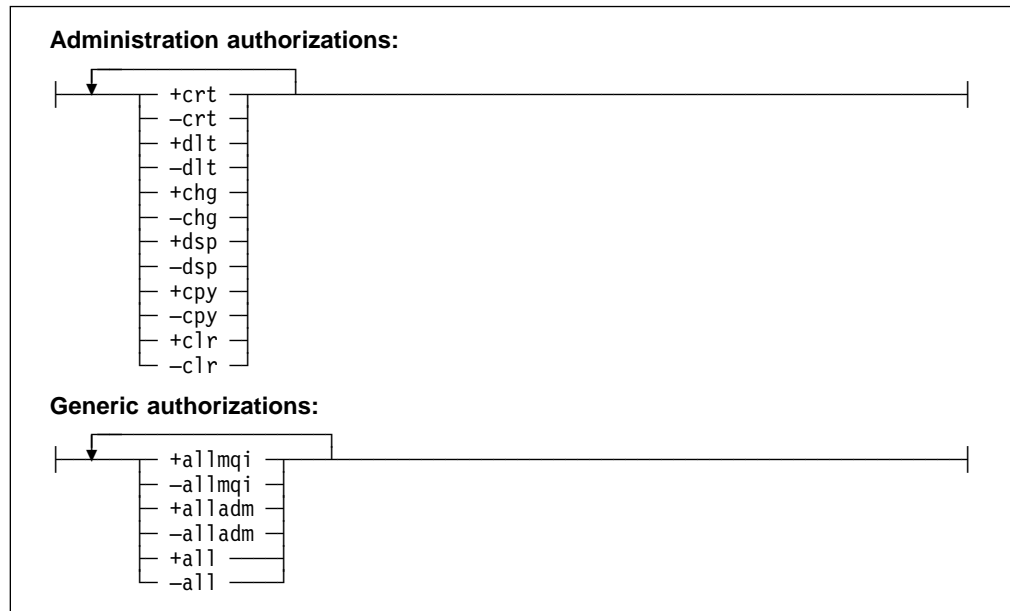 Administration authorizations:
+crt
–crt
+dlt
–dlt
+chg
–chg
+dsp
–dsp
+cpy
–cpy
+clr
–clr
Generic authorizations:
+allmqi
–allmqi
+alladm
–alladm
+all
–all